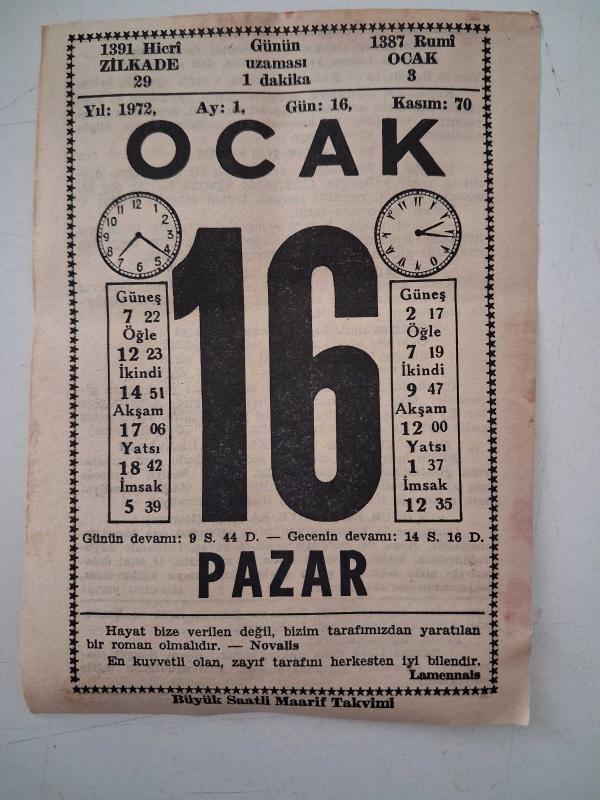 1391 Hicrî
ZİLKADE
29
Günün
uzaması
1 dakika
1387 Rumî
OCAK
3
Yıl: 1972, Ay: 1, Gün: 16, Kasım: 70
OCAK
16
Güneş
7 22
Öğle
12 23
İkindi
14 51
Akşam
17 06
Yatsı
18 42
İmsak
5 39
Güneş
2 17
Öğle
7 19
İkindi
9 47
Akşam
12 00
Yatsı
1 37
İmsak
12 35
Günün devamı: 9 S. 44 D. — Gecenin devamı: 14 S. 16 D.
PAZAR
Hayat bize verilen değil, bizim tarafımızdan yaratılan
bir roman olmalıdır. — Novalis
En kuvvetli olan, zayıf tarafını herkesten iyi bilendir.
Lamennais
Büyük Saatli Maarif Takvimi